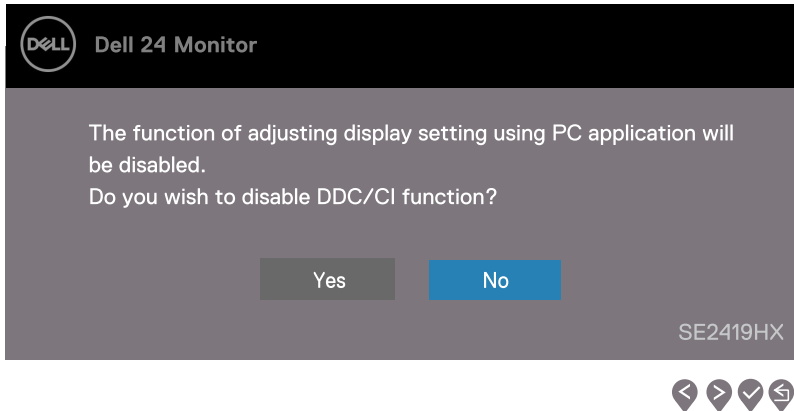 DELL
Dell 24 Monitor
The function of adjusting display setting using PC application will
be disabled.
Do you wish to disable DDC/CI function?
Yes
No
SE2419HX